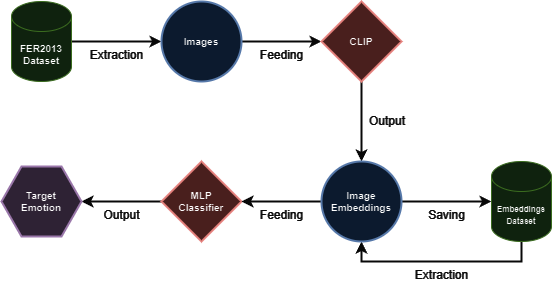 FER2013
Dataset
Extraction
Images
Feeding
CLIP
Output
Target
Emotion
Output
MLP
Classifier
Feeding
Image
Embeddings
Saving
Embeddings
Dataset
Extraction